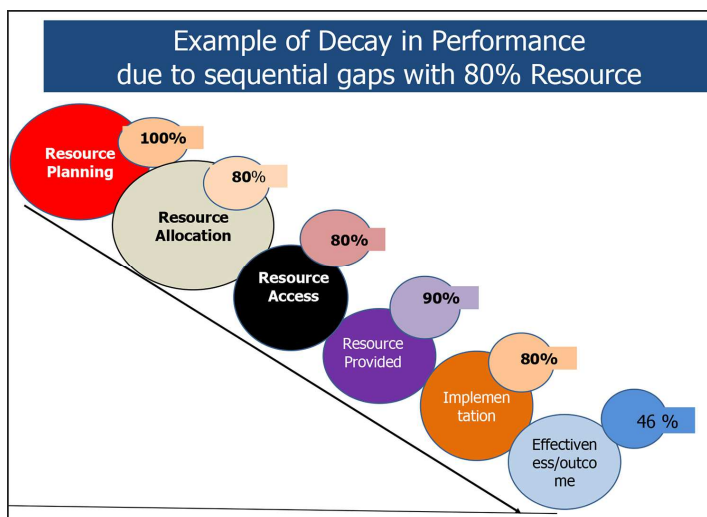 Example of Decay in Performance
due to sequential gaps with 80% Resource
100%
Resource
Planning
80%
Resource
Allocation
80%
Resource
Access
90%
Resource
Provided
80%
Implemen
tation
46 %
Effectiven
ess/outco
me